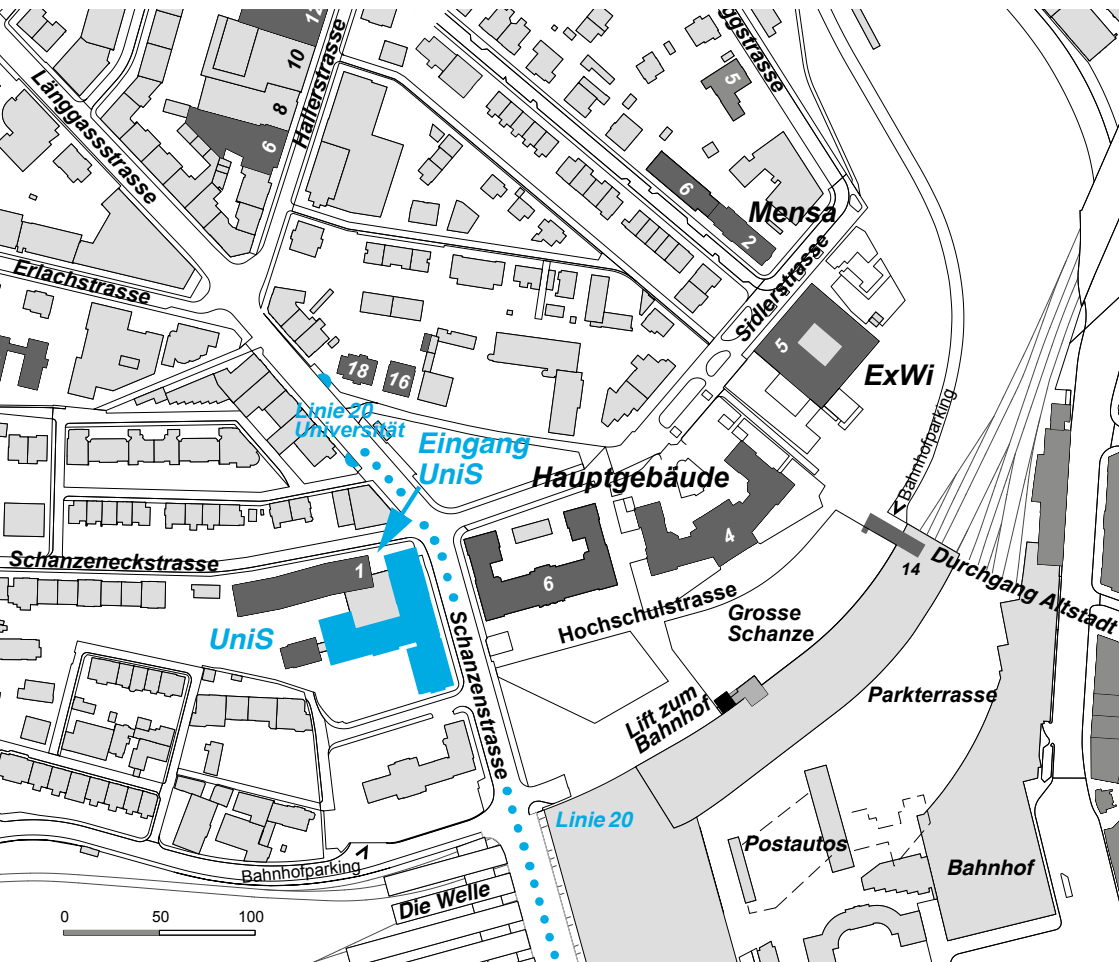 12
10
8
6
Hallerstrasse
Länggassstrasse
ggstrasse
5
6
2
Mensa
Erlachstrasse
Sidlerstrasse
5
ExWi
18
16
Linie 20
Universität
Eingang
UniS
Hauptgebäude
Bahnhofparking
4
6
14
Durchgang Altstadt
Schanzeneckstrasse
1
UniS
Schanzenstrasse
Hochschulstrasse
Grosse
Schanze
Parkterrasse
Lift zum
Bahnhof
Linie 20
Postautos
Bahnhof
Bahnhofparking
Die Welle
0 50 100